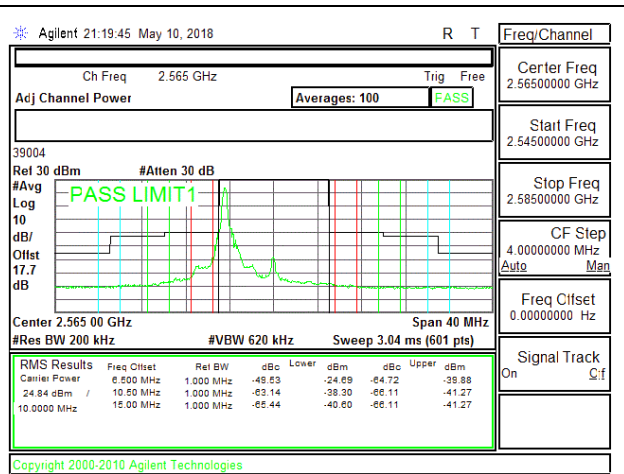 Agilent 21:19:45 May 10, 2018 R T
Freq/Channel
Ch Freq 2.565 GHz Trig Free
Adj Channel Power Averages: 100 PASS
Center Freq
2.56500000 GHz
Start Freq
2.54500000 GHz
Stop Freq
2.58500000 GHz
CF Step
4.00000000 MHz
Auto Man
Freq Offset
0.00000000 Hz
Signal Track
On Off
39004
Ref 30 dBm #Atten 30 dB
#Avg
Log
10
dB/
Offst
17.7
dB
PASS LIMIT1
Center 2.565 00 GHz Span 40 MHz
#Res BW 200 kHz #VBW 620 kHz Sweep 3.04 ms (601 pts)
RMS Results Freq Offset Ref BW dBc Lower dBm dBc Upper dBm
Carrier Power 6.500 MHz 1.000 MHz -49.53 -24.69 -64.72 -39.88
24.84 dBm / 10.50 MHz 1.000 MHz -63.14 -38.30 -66.11 -41.27
10.0000 MHz 15.00 MHz 1.000 MHz -65.44 -40.60 -66.11 -41.27
Copyright 2000-2010 Agilent Technologies